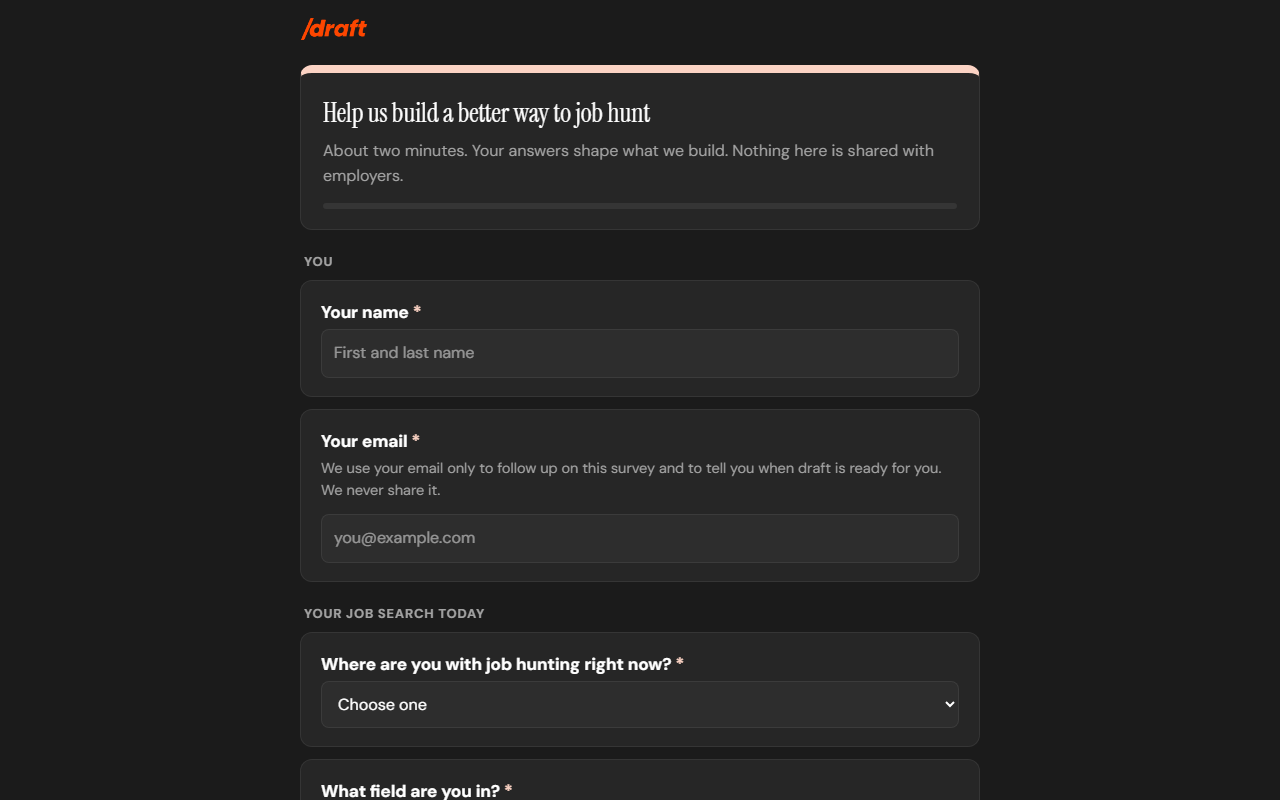 /draft
Help us build a better way to job hunt
About two minutes. Your answers shape what we build. Nothing here is shared with
employers.
YOU
Your name *
First and last name
Your email *
We use your email only to follow up on this survey and to tell you when draft is ready for you.
We never share it.
you@example.com
YOUR JOB SEARCH TODAY
Where are you with job hunting right now? *
Choose one
What field are you in? *